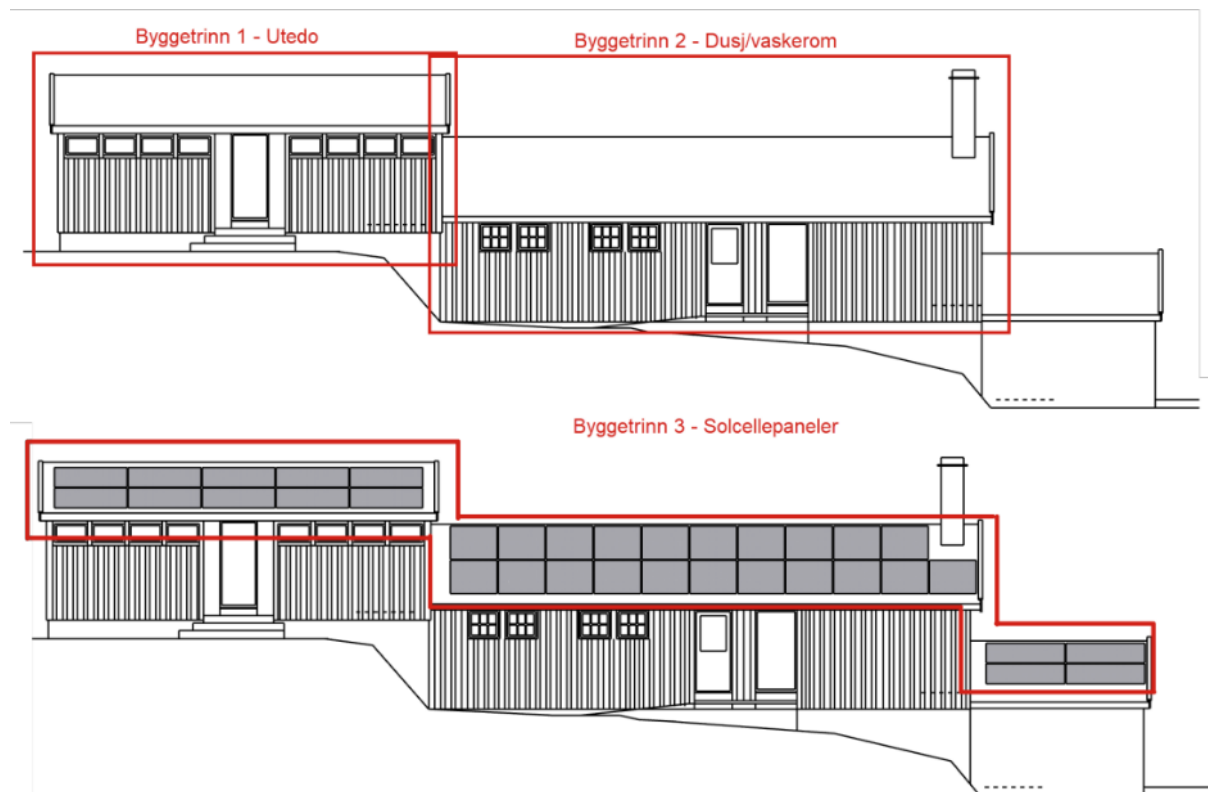 Byggetrinn 1 - Utedo
Byggetrinn 2 - Dusj/vaskerom
Byggetrinn 3 - Solcellepaneler